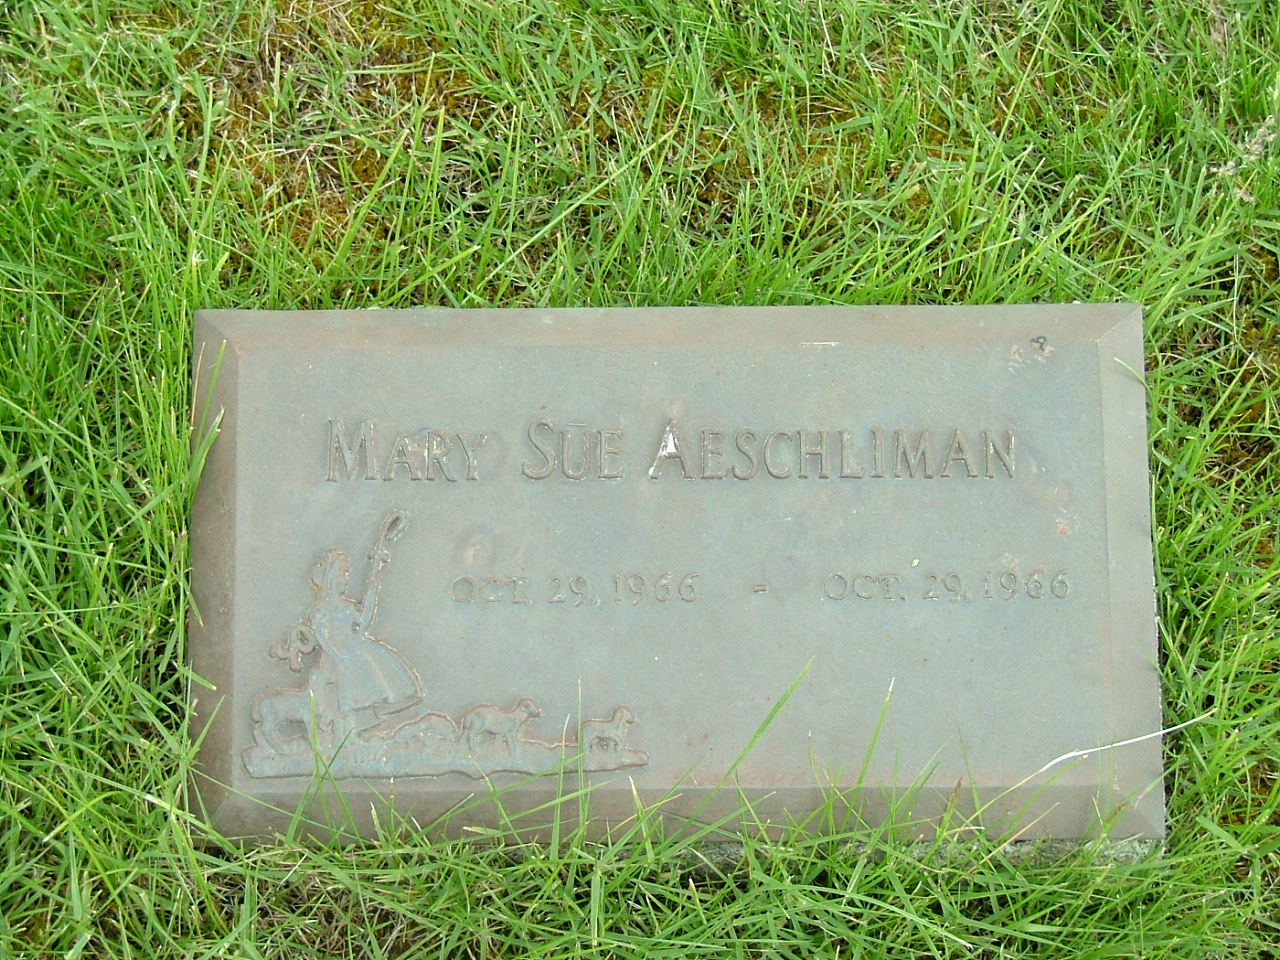 MARY SUE AESCHLIMAN
OCT. 29, 1966 - OCT. 29, 1966